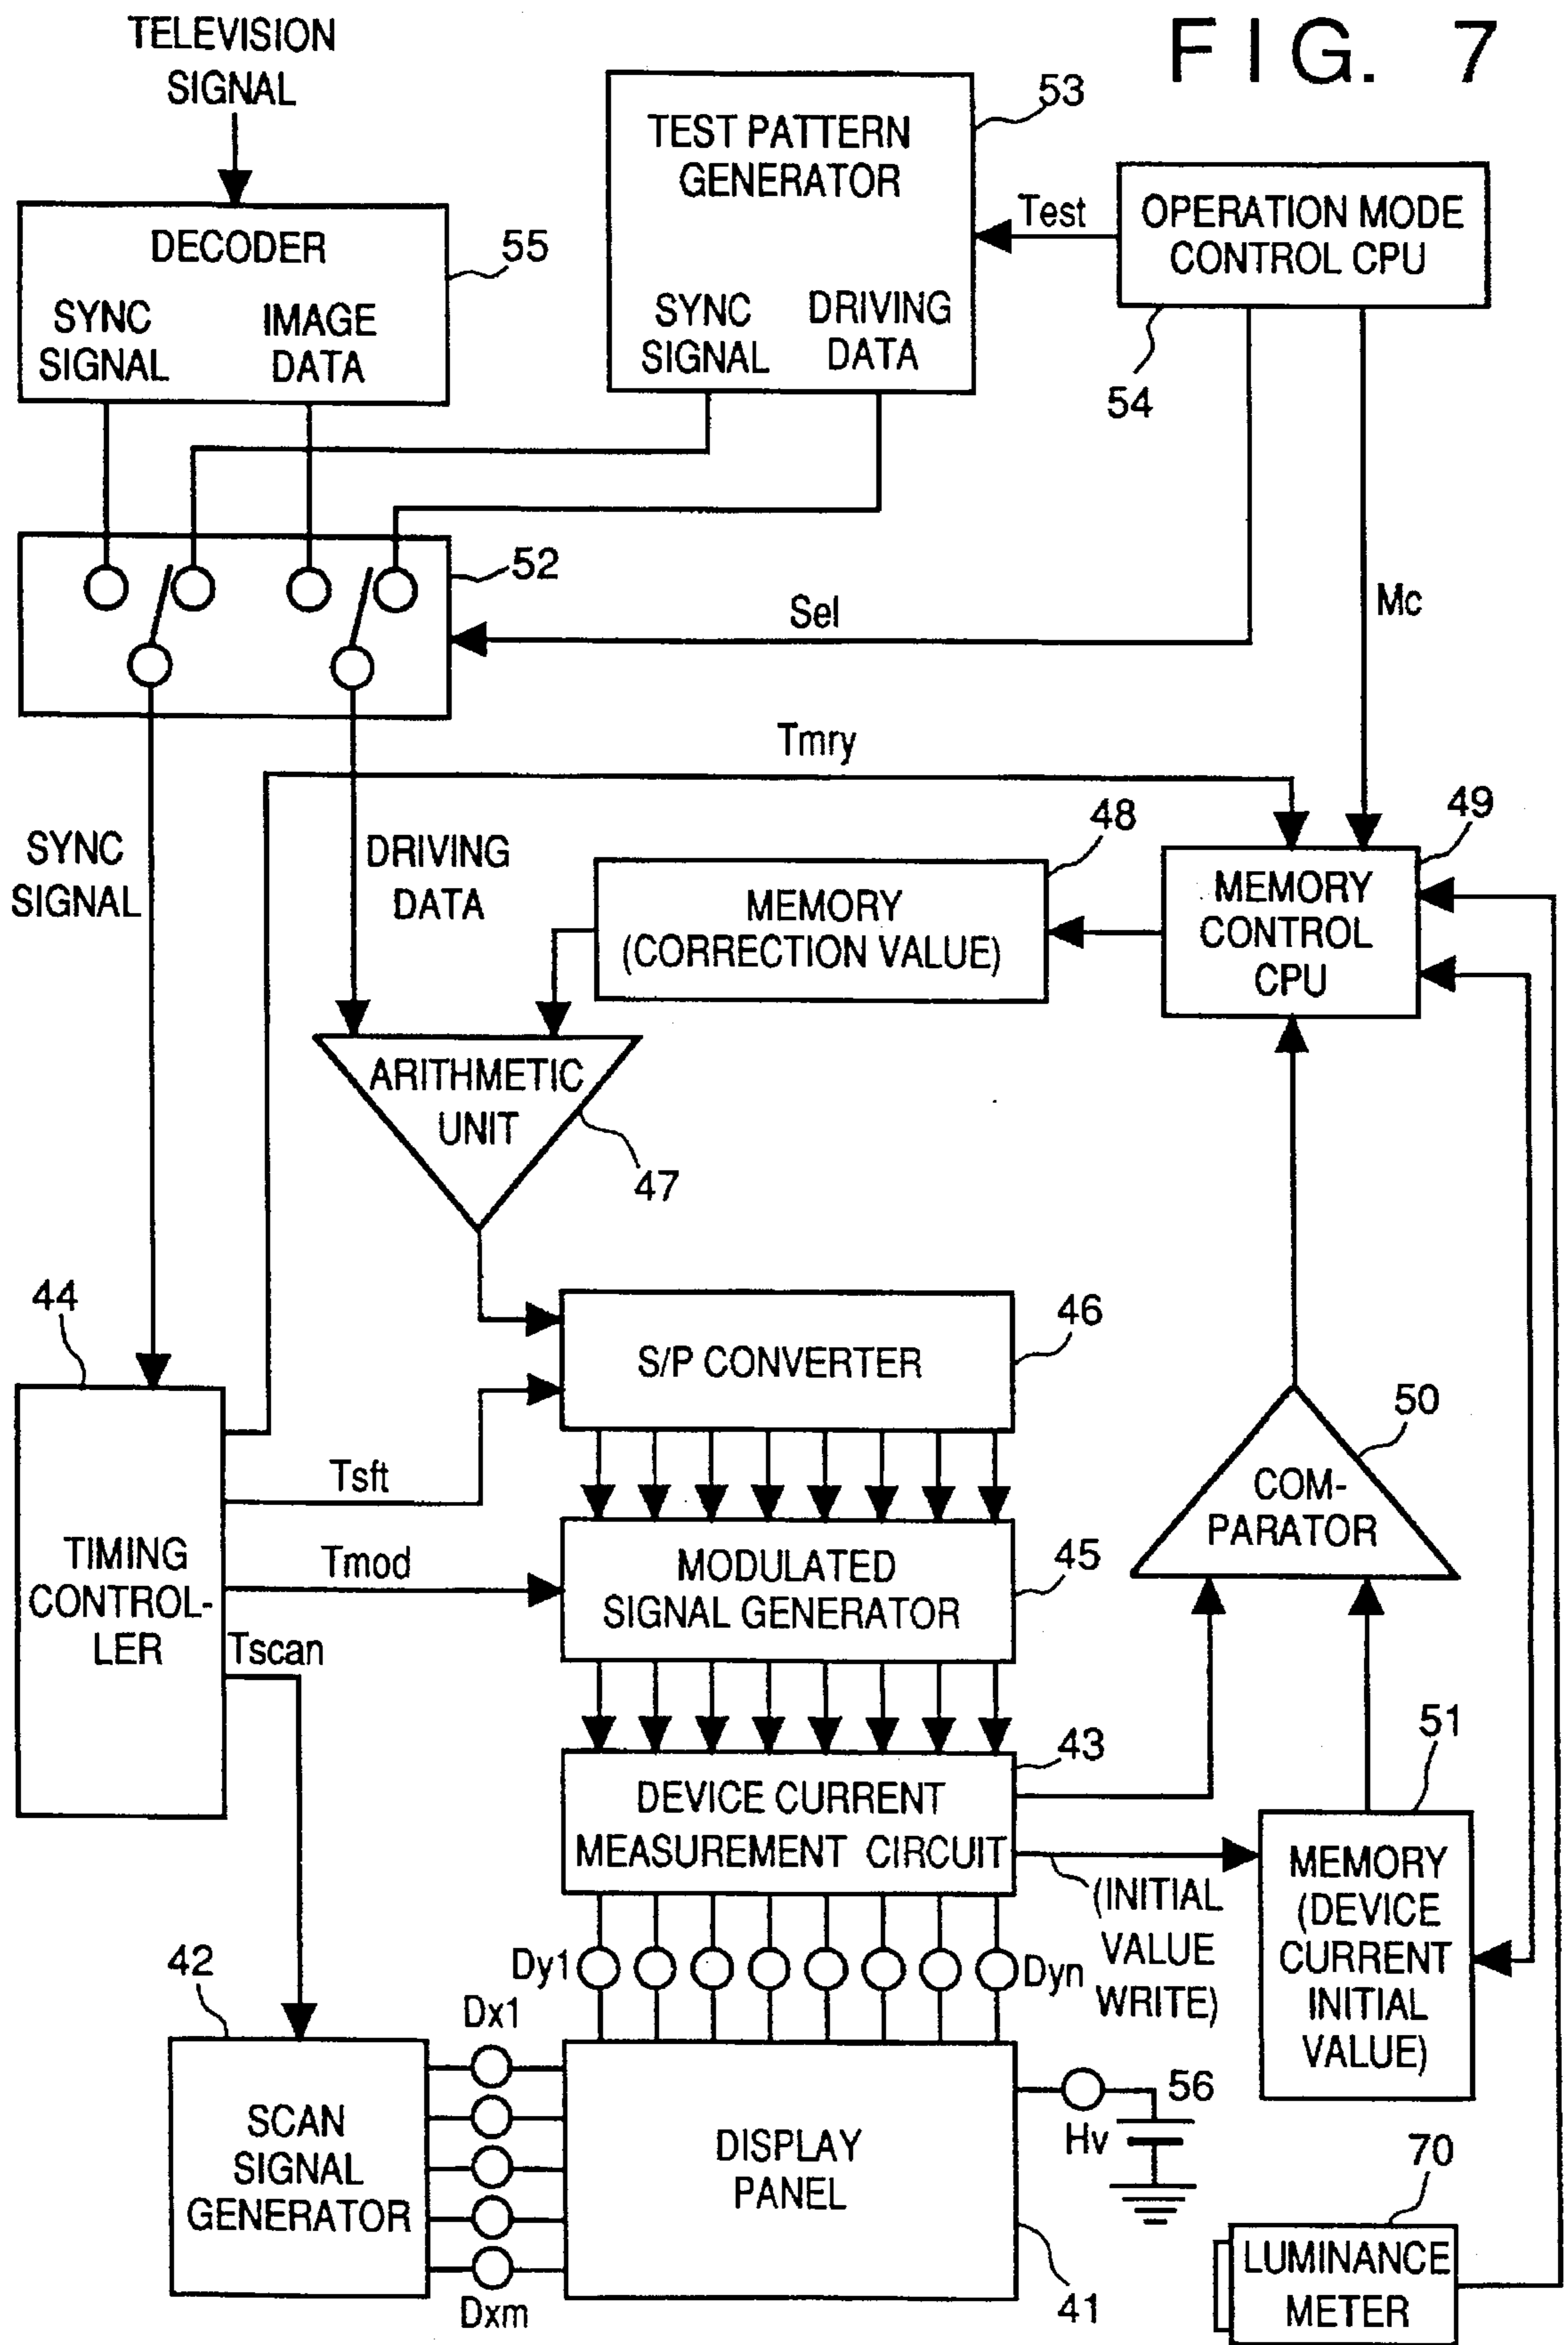 FIG. 7
TELEVISION
SIGNAL
53
TEST PATTERN
GENERATOR
SYNC
SIGNAL
DRIVING
DATA
Test
OPERATION MODE
CONTROL CPU
54
DECODER
55
SYNC
SIGNAL
IMAGE
DATA
52
Sel
Mc
Tmry
SYNC
SIGNAL
DRIVING
DATA
48
MEMORY
(CORRECTION VALUE)
49
MEMORY
CONTROL
CPU
ARITHMETIC
UNIT
47
44
46
S/P CONVERTER
50
COM-
PARATOR
Tsft
TIMING
CONTROL-
LER
Tmod
MODULATED
SIGNAL GENERATOR
45
Tscan
43
DEVICE CURRENT
MEASUREMENT CIRCUIT
51
MEMORY
(DEVICE
CURRENT
INITIAL
VALUE)
(INITIAL
VALUE
WRITE)
Dy1
Dyn
42
Dx1
SCAN
SIGNAL
GENERATOR
Dxm
DISPLAY
PANEL
41
56
Hv
70
LUMINANCE
METER